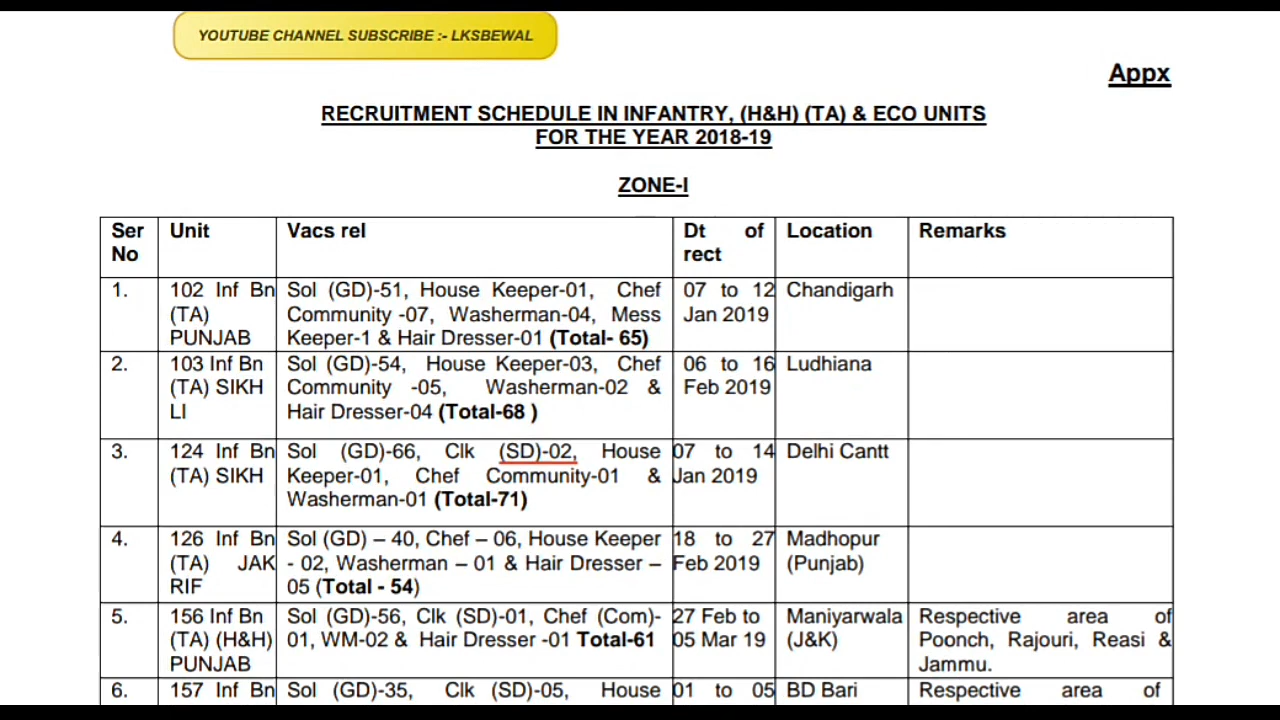 YOUTUBE CHANNEL SUBSCRIBE :- LKSBEWAL
Appx
RECRUITMENT SCHEDULE IN INFANTRY, (H&H) (TA) & ECO UNITS
FOR THE YEAR 2018-19
ZONE-I
Ser No Unit Vacs rel Dt of rect Location Remarks
1. 102 Inf Bn Sol (GD)-51, House Keeper-01, Chef 07 to 12 Chandigarh
(TA) Community -07, Washerman-04, Mess Jan 2019
PUNJAB Keeper-1 & Hair Dresser-01 (Total- 65)
2. 103 Inf Bn Sol (GD)-54, House Keeper-03, Chef 06 to 16 Ludhiana
(TA) SIKH Community -05, Washerman-02 & Feb 2019
LI Hair Dresser-04 (Total-68 )
3. 124 Inf Bn Sol (GD)-66, Clk (SD)-02, House 07 to 14 Delhi Cantt
(TA) SIKH Keeper-01, Chef Community-01 & Jan 2019
Washerman-01 (Total-71)
4. 126 Inf Bn Sol (GD) – 40, Chef – 06, House Keeper 18 to 27 Madhopur
(TA) JAK - 02, Washerman – 01 & Hair Dresser – Feb 2019 (Punjab)
RIF 05 (Total - 54)
5. 156 Inf Bn Sol (GD)-56, Clk (SD)-01, Chef (Com)- 27 Feb to Maniyarwala Respective area of
(TA) (H&H) 01, WM-02 & Hair Dresser -01 Total-61 05 Mar 19 (J&K) Poonch, Rajouri, Reasi &
PUNJAB Jammu.
6. 157 Inf Bn Sol (GD)-35, Clk (SD)-05, House 01 to 05 BD Bari Respective area of